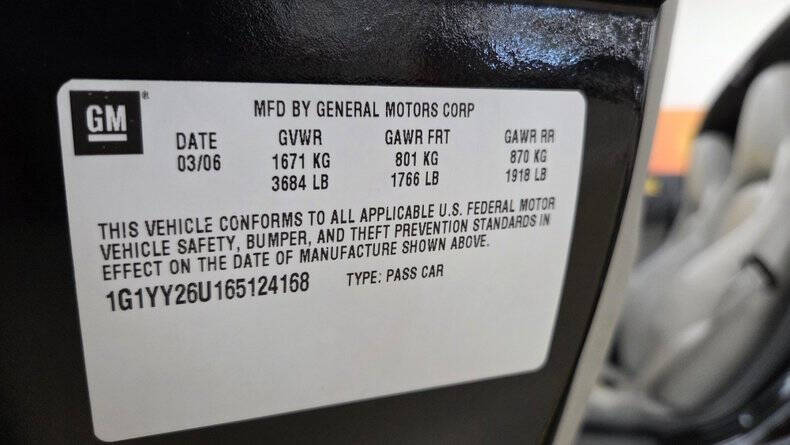 GM®
MFD BY GENERAL MOTORS CORP
DATE GVWR GAWR FRT GAWR RR
03/06 1671 KG 801 KG 870 KG
3684 LB 1766 LB 1918 LB
THIS VEHICLE CONFORMS TO ALL APPLICABLE U.S. FEDERAL MOTOR
VEHICLE SAFETY, BUMPER, AND THEFT PREVENTION STANDARDS IN
EFFECT ON THE DATE OF MANUFACTURE SHOWN ABOVE.
1G1YY26U165124168 TYPE: PASS CAR